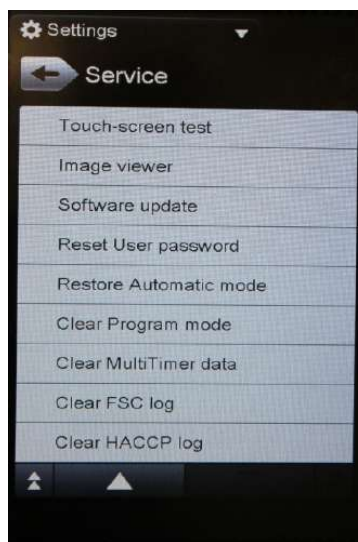 Settings
Service
Touch-screen test
Image viewer
Software update
Reset User password
Restore Automatic mode
Clear Program mode
Clear MultiTimer data
Clear FSC log
Clear HACCP log